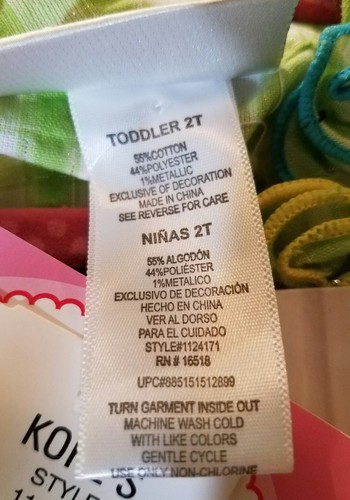 TODDLER 2T
55%COTTON
44%POLYESTER
1%METALLIC
EXCLUSIVE OF DECORATION
MADE IN CHINA
SEE REVERSE FOR CARE
NIÑAS 2T
55% ALGODÓN
44%POLIÉSTER
1%METALICO
EXCLUSIVO DE DECORACIÓN
HECHO EN CHINA
VER AL DORSO
PARA EL CUIDADO
STYLE#1124171
RN # 16518
UPC#885151512899
TURN GARMENT INSIDE OUT
MACHINE WASH COLD
WITH LIKE COLORS
GENTLE CYCLE
USE ONLY NON-CHLORINE
STYLE